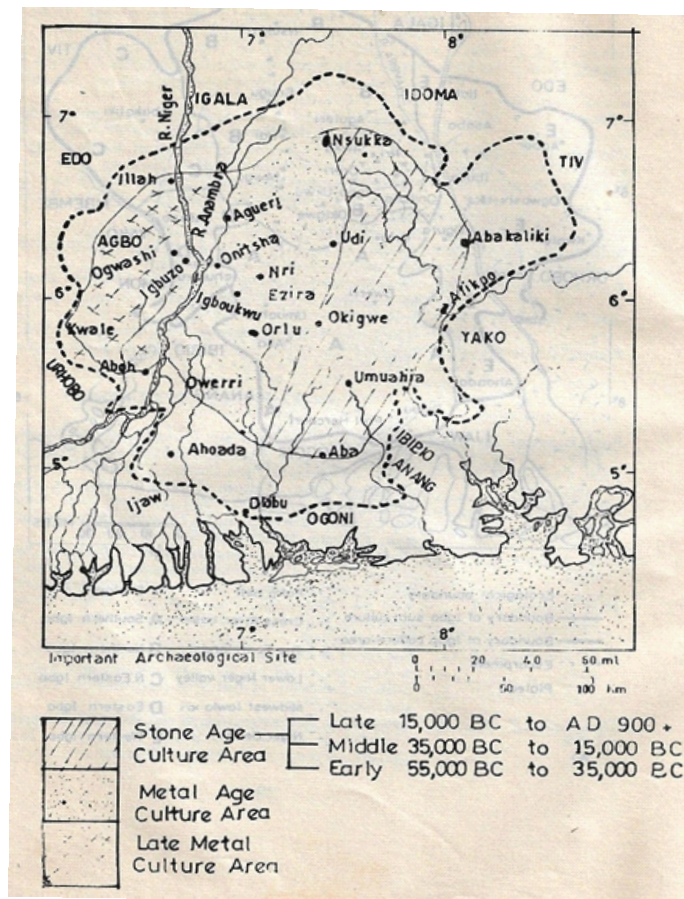 7° 8°
IGALA IDOMA
R. Niger
7° 7°
Nsukka
EDO TIV
Illah
R. Anambra
Agueri
AGBO Udi Abakaliki
Ogwashi Onitsha
Igbuzo Nri
Ezira Afikpo
6° 6°
Igboukwu Okigwe
Kwale Orlu YAKO
Aboh
URHOBO Owerri Umuahia
IBIBIO
Ahoada Aba ANANG
5° 5°
Ijaw Diobu OGONI
7° 8°
Important Archaeological Site
0 20 40 60 ml
0 50 100 Km
Stone Age Late 15,000 BC to AD 900 +
Culture Area Middle 35,000 BC to 15,000 BC
Early 55,000 BC to 35,000 BC
Metal Age
Culture Area
Late Metal
Culture Area